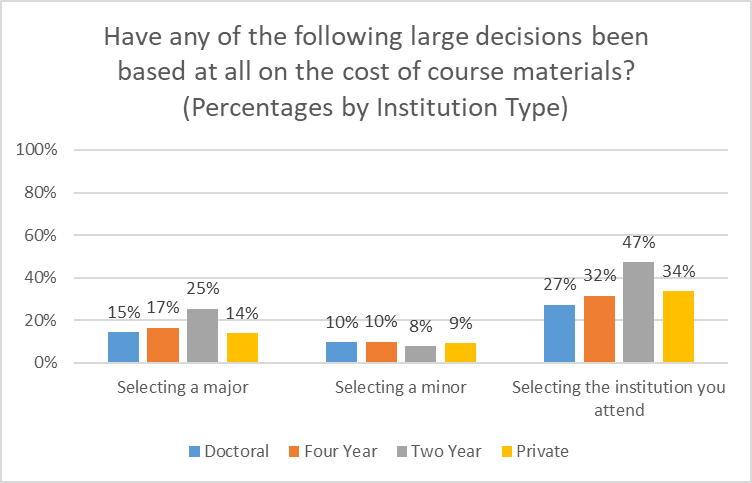 Have any of the following large decisions been
based at all on the cost of course materials?
(Percentages by Institution Type)
100%
80%
60%
40%
20%
0%
15%
17%
25%
14%
10%
10%
8%
9%
27%
32%
47%
34%
Selecting a major
Selecting a minor
Selecting the institution you
attend
Doctoral
Four Year
Two Year
Private